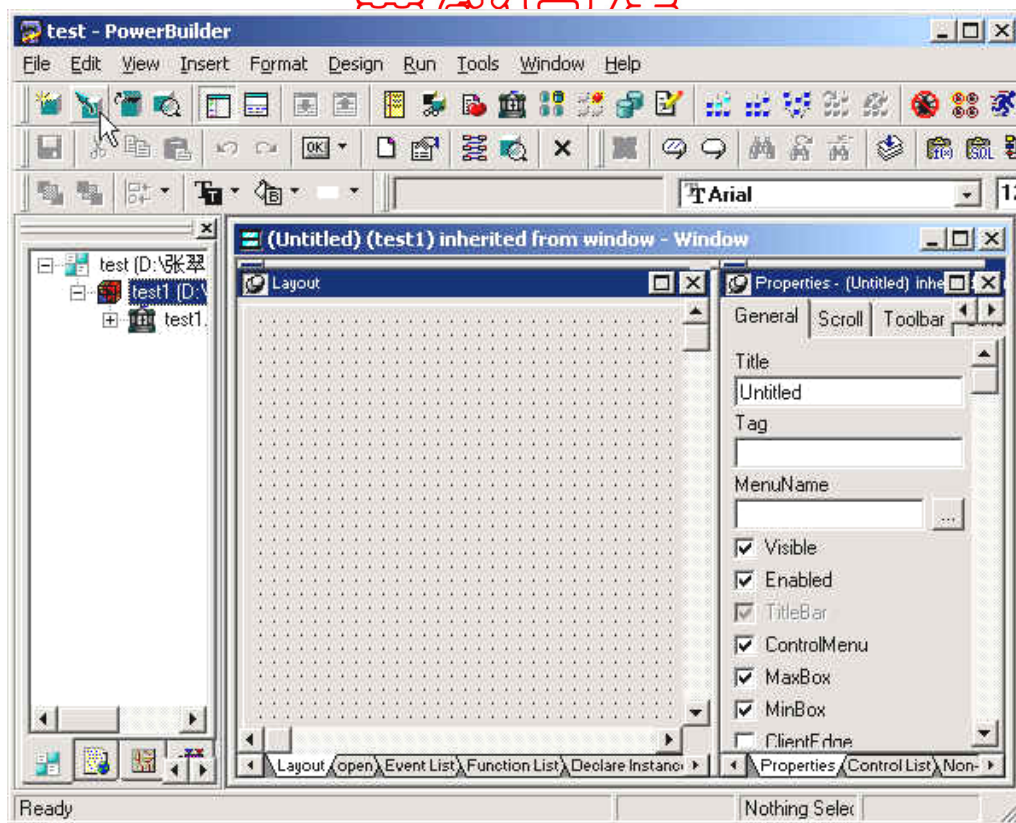 test - PowerBuilder
File Edit View Insert Format Design Run Tools Window Help
OK
f(x) SQL
Arial
test (D:\张翠
test1 (D:\
test1.
(Untitled) (test1) inherited from window - Window
Layout
Properties - (Untitled) inhe
General Scroll Toolbar
Title
Untitled
Tag
MenuName
...
Visible
Enabled
TitleBar
ControlMenu
MaxBox
MinBox
ClientEdge
Layout open Event List Function List Declare Instanc
Properties Control List Non-
Ready
Nothing Selec